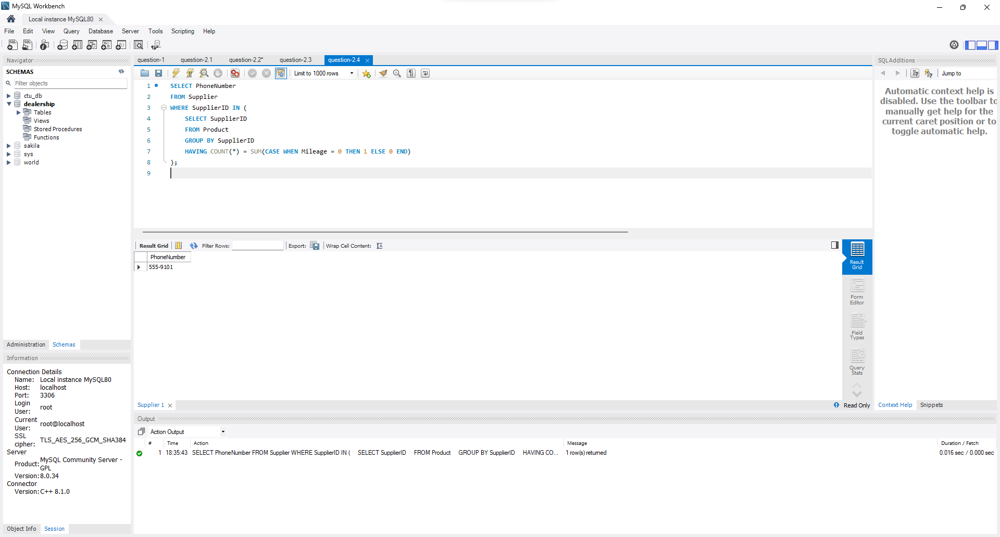 MySQL Workbench
Local instance MySQL80
File Edit View Query Database Server Tools Scripting Help
Navigator
SCHEMAS
Filter objects
ctu_db
dealership
Tables
Views
Stored Procedures
Functions
sakila
sys
world
Administration Schemas
Information
Connection Details
Name: Local instance MySQL80
Host: localhost
Port: 3306
Login User: root
Current User: root@localhost
SSL cipher: TLS_AES_256_GCM_SHA384
Server
Product: MySQL Community Server - GPL
Version: 8.0.34
Connector
Version: C++ 8.1.0
Object Info Session
question-1 question-2.1 question-2.2* question-2.3 question-2.4
Limit to 1000 rows
1 SELECT PhoneNumber
2 FROM Supplier
3 WHERE SupplierID IN (
4 SELECT SupplierID
5 FROM Product
6 GROUP BY SupplierID
7 HAVING COUNT(*) = SUM(CASE WHEN Mileage = 0 THEN 1 ELSE 0 END)
8 );
9
Result Grid Filter Rows: Export: Wrap Cell Content:
PhoneNumber
555-9101
Result Grid
Form Editor
Field Types
Query Stats
Supplier 1
Read Only
Output
Action Output
# Time Action Message Duration / Fetch
1 18:35:43 SELECT PhoneNumber FROM Supplier WHERE SupplierID IN ( SELECT SupplierID FROM Product GROUP BY SupplierID HAVING CO... 1 row(s) returned 0.016 sec / 0.000 sec
SQLAdditions
Jump to
Automatic context help is
disabled. Use the toolbar to
manually get help for the
current caret position or to
toggle automatic help.
Context Help Snippets